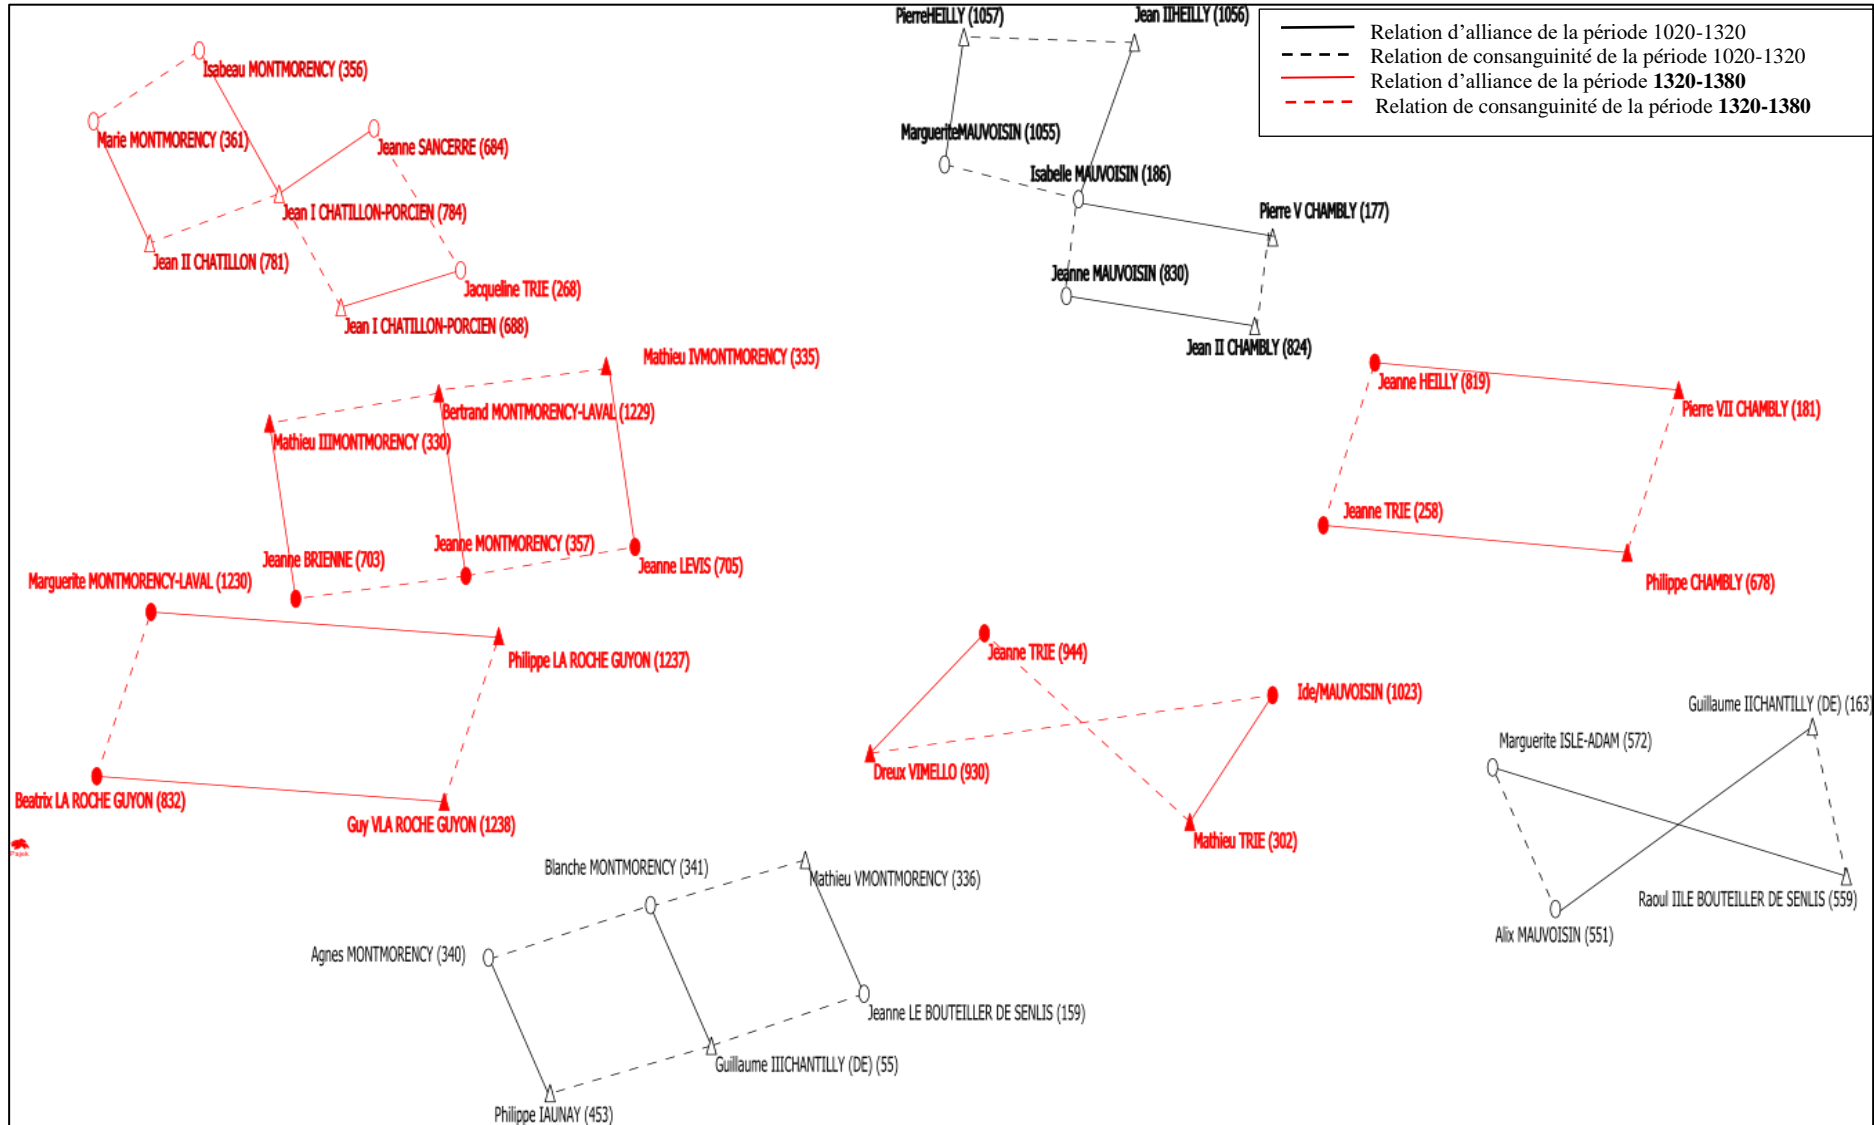 PierreHEILLY (1057)
Jean IIHEILLY (1056)
Relation d'alliance de la période 1020-1320
Relation de consanguinité de la période 1020-1320
Relation d'alliance de la période 1320-1380
Relation de consanguinité de la période 1320-1380
Isabeau MONTMORENCY (356)
Marie MONTMORENCY (361)
Jeanne SANCERRE (684)
MargueriteMAUVOISIN (1055)
Isabelle MAUVOISIN (186)
Jean I CHATILLON-PORCIEN (784)
Pierre V CHAMBLY (177)
Jean II CHATILLON (781)
Jeanne MAUVOISIN (830)
Jacqueline TRIE (268)
Jean I CHATILLON-PORCIEN (688)
Jean II CHAMBLY (824)
Mathieu IVMONTMORENCY (335)
Jeanne HEILLY (819)
Bertrand MONTMORENCY-LAVAL (1229)
Pierre VII CHAMBLY (181)
Mathieu IIIMONTMORENCY (330)
Jeanne TRIE (258)
Jeanne MONTMORENCY (357)
Jeanne BRIENNE (703)
Jeanne LEVIS (705)
Marguerite MONTMORENCY-LAVAL (1230)
Philippe CHAMBLY (678)
Philippe LA ROCHE GUYON (1237)
Jeanne TRIE (944)
Ide/MAUVOISIN (1023)
Guillaume IICHANTILLY (DE) (163)
Marguerite ISLE-ADAM (572)
Dreux VIMELLO (930)
Beatrix LA ROCHE GUYON (832)
Guy VLA ROCHE GUYON (1238)
Mathieu TRIE (302)
Pajek
Blanche MONTMORENCY (341)
Mathieu VMONTMORENCY (336)
Raoul IILE BOUTEILLER DE SENLIS (559)
Alix MAUVOISIN (551)
Agnes MONTMORENCY (340)
Jeanne LE BOUTEILLER DE SENLIS (159)
Guillaume IIICHANTILLY (DE) (55)
Philippe IAUNAY (453)